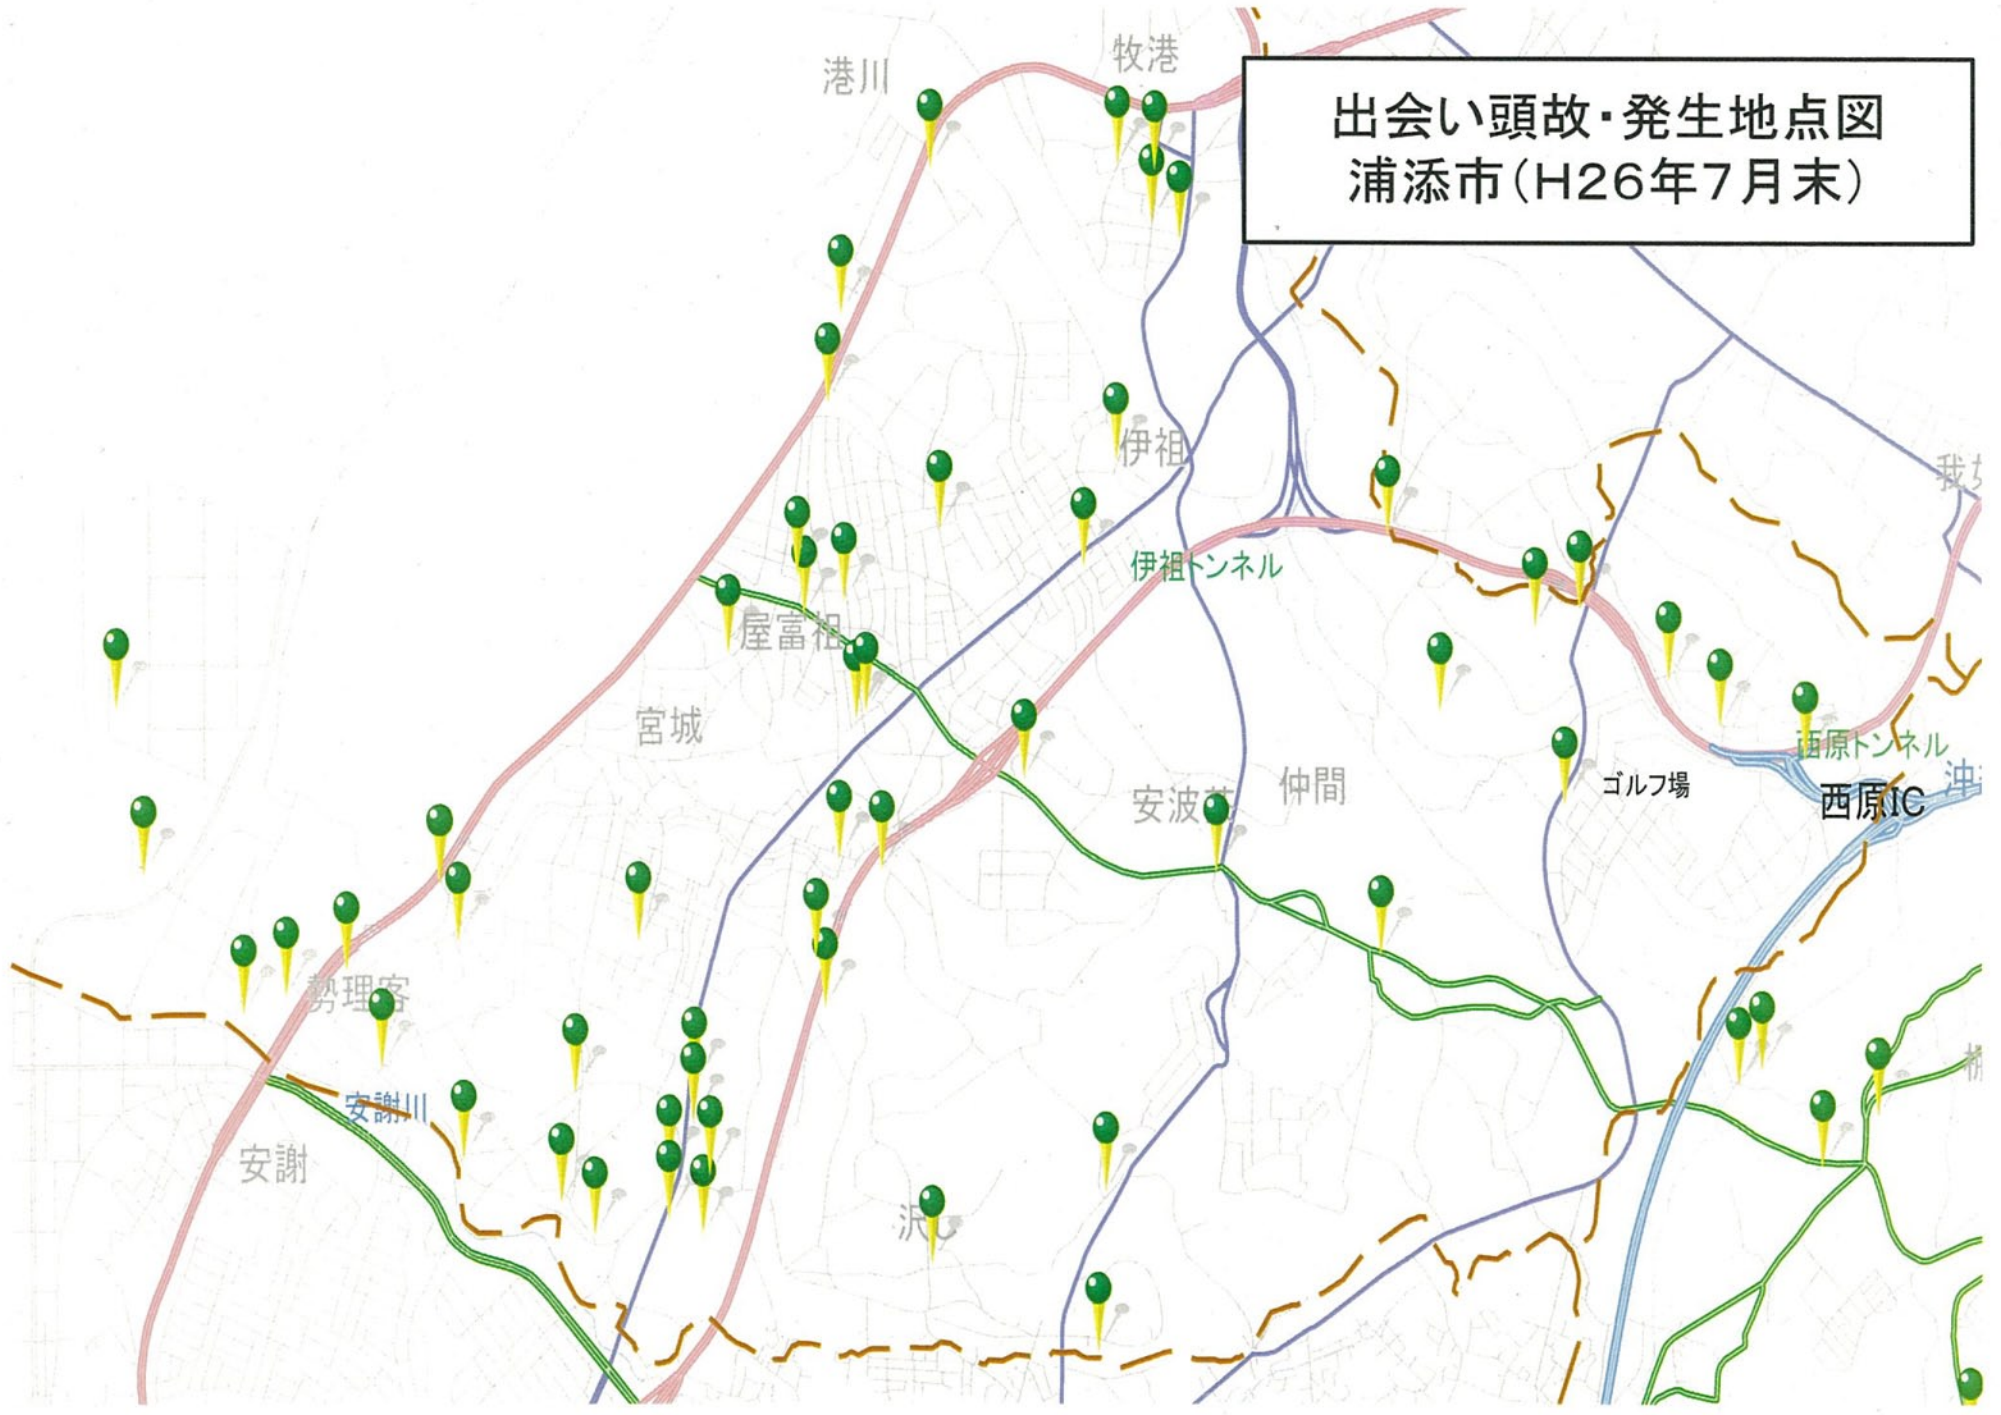 港川
牧港
出会い頭故・発生地点図
浦添市(H26年7月末)
伊祖
伊祖トンネル
屋富祖
宮城
安波茶
仲間
ゴルフ場
西原トンネル
西原IC
勢理客
安謝川
安謝
沢し